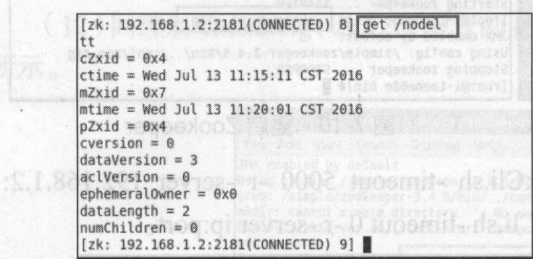 [zk: 192.168.1.2:2181(CONNECTED) 8] get /node1
tt
cZxid = 0x4
ctime = Wed Jul 13 11:15:11 CST 2016
mZxid = 0x7
mtime = Wed Jul 13 11:20:01 CST 2016
pZxid = 0x4
cversion = 0
dataVersion = 3
aclVersion = 0
ephemeralOwner = 0x0
dataLength = 2
numChildren = 0
[zk: 192.168.1.2:2181(CONNECTED) 9]